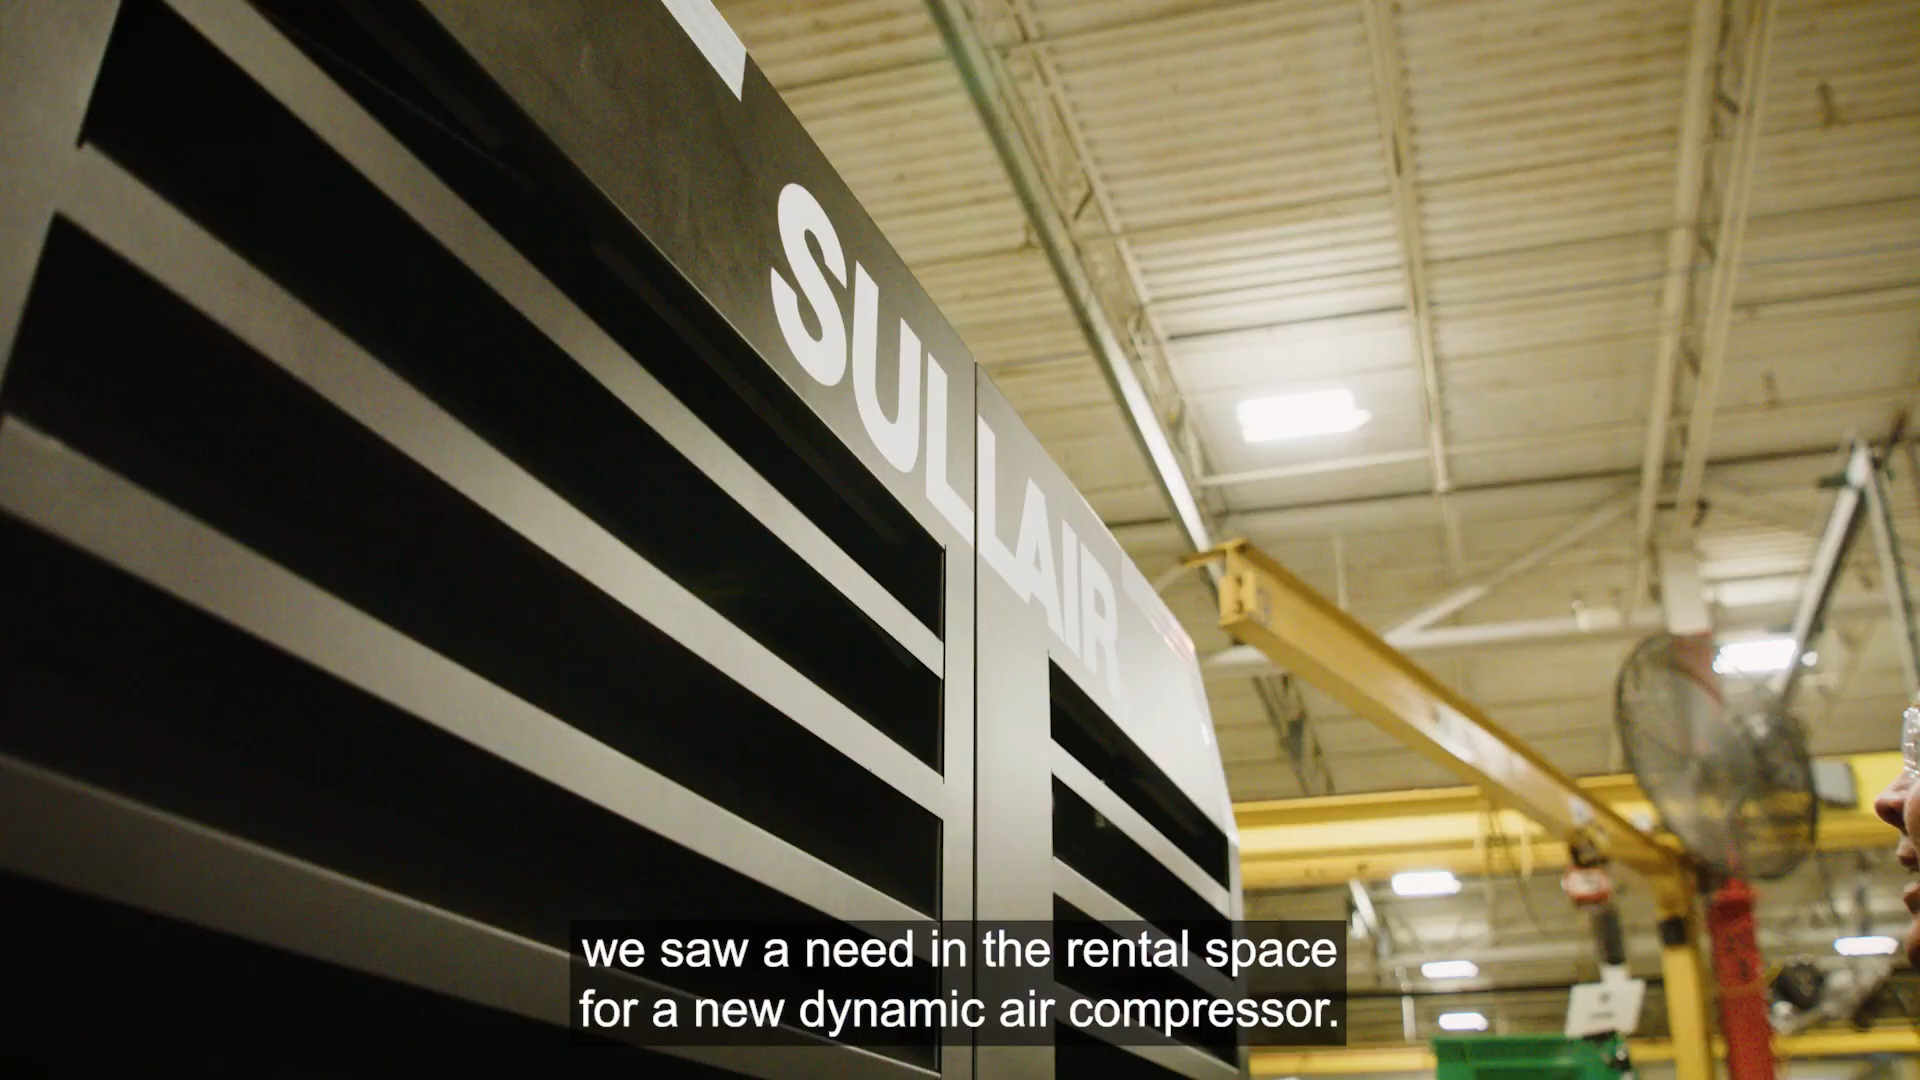 SULLAIR
we saw a need in the rental space
for a new dynamic air compressor.